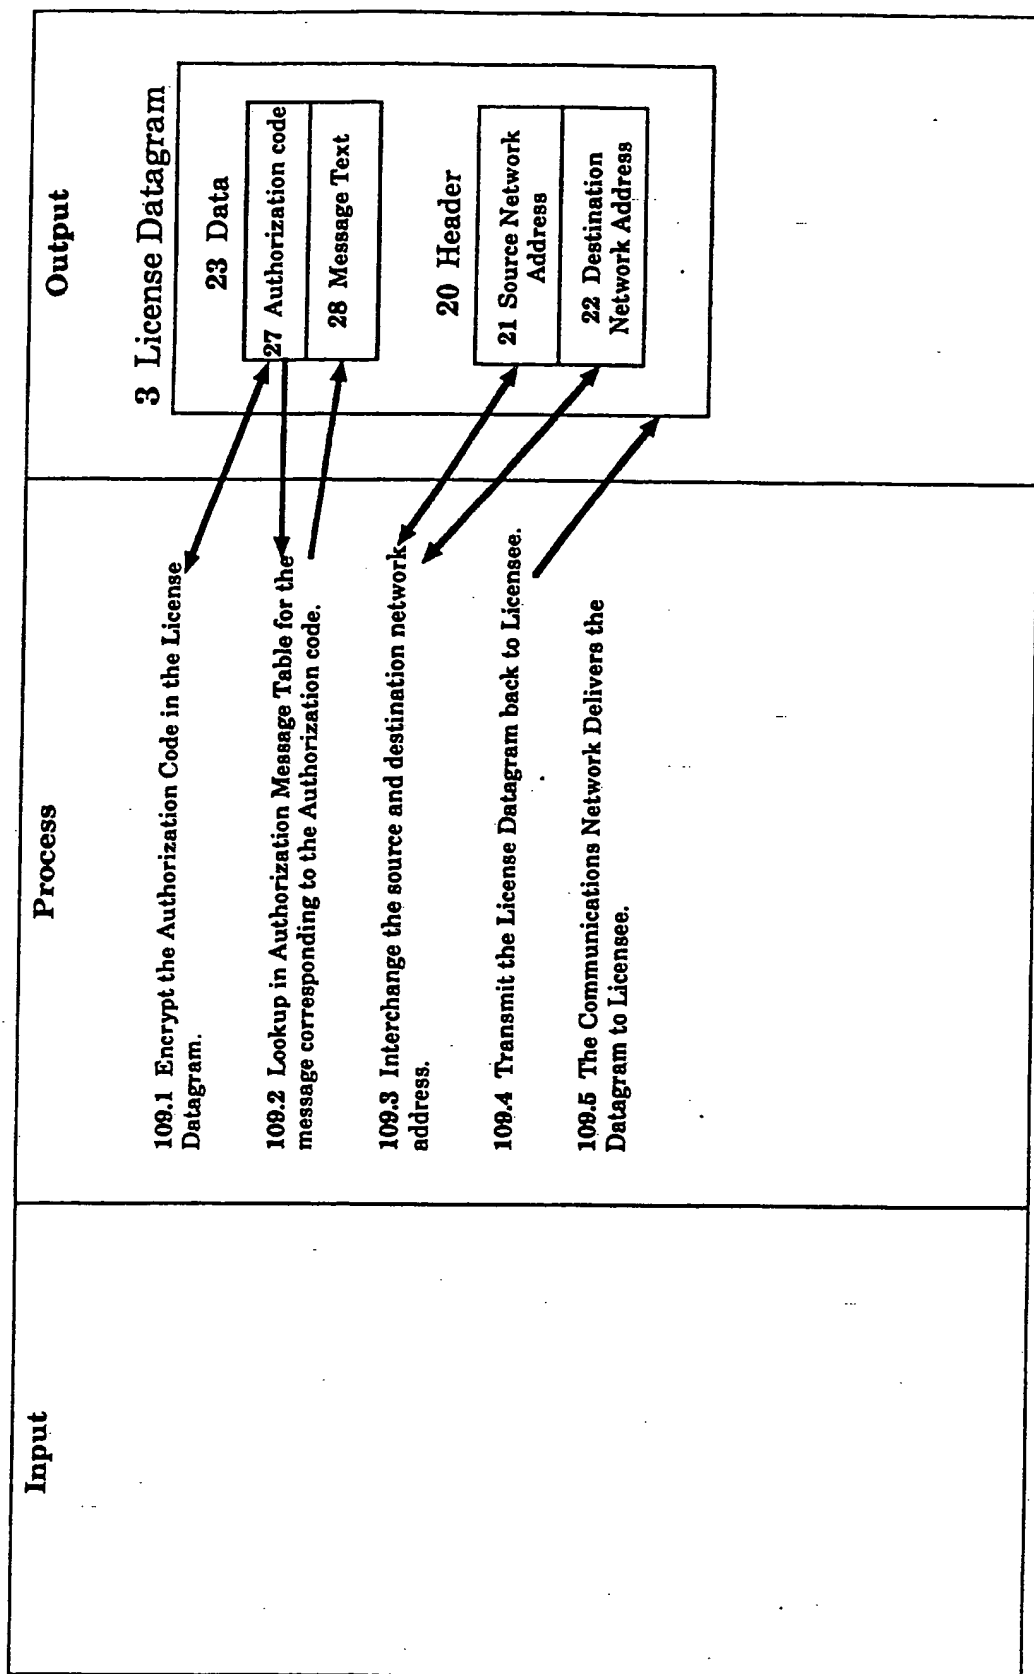 Input
Process
Output
109.1 Encrypt the Authorization Code in the License
Datagram.
109.2 Lookup in Authorization Message Table for the
message corresponding to the Authorization code.
109.3 Interchange the source and destination network
address.
109.4 Transmit the License Datagram back to Licensee.
109.5 The Communications Network Delivers the
Datagram to Licensee.
3 License Datagram
23 Data
27 Authorization code
28 Message Text
20 Header
21 Source Network
Address
22 Destination
Network Address